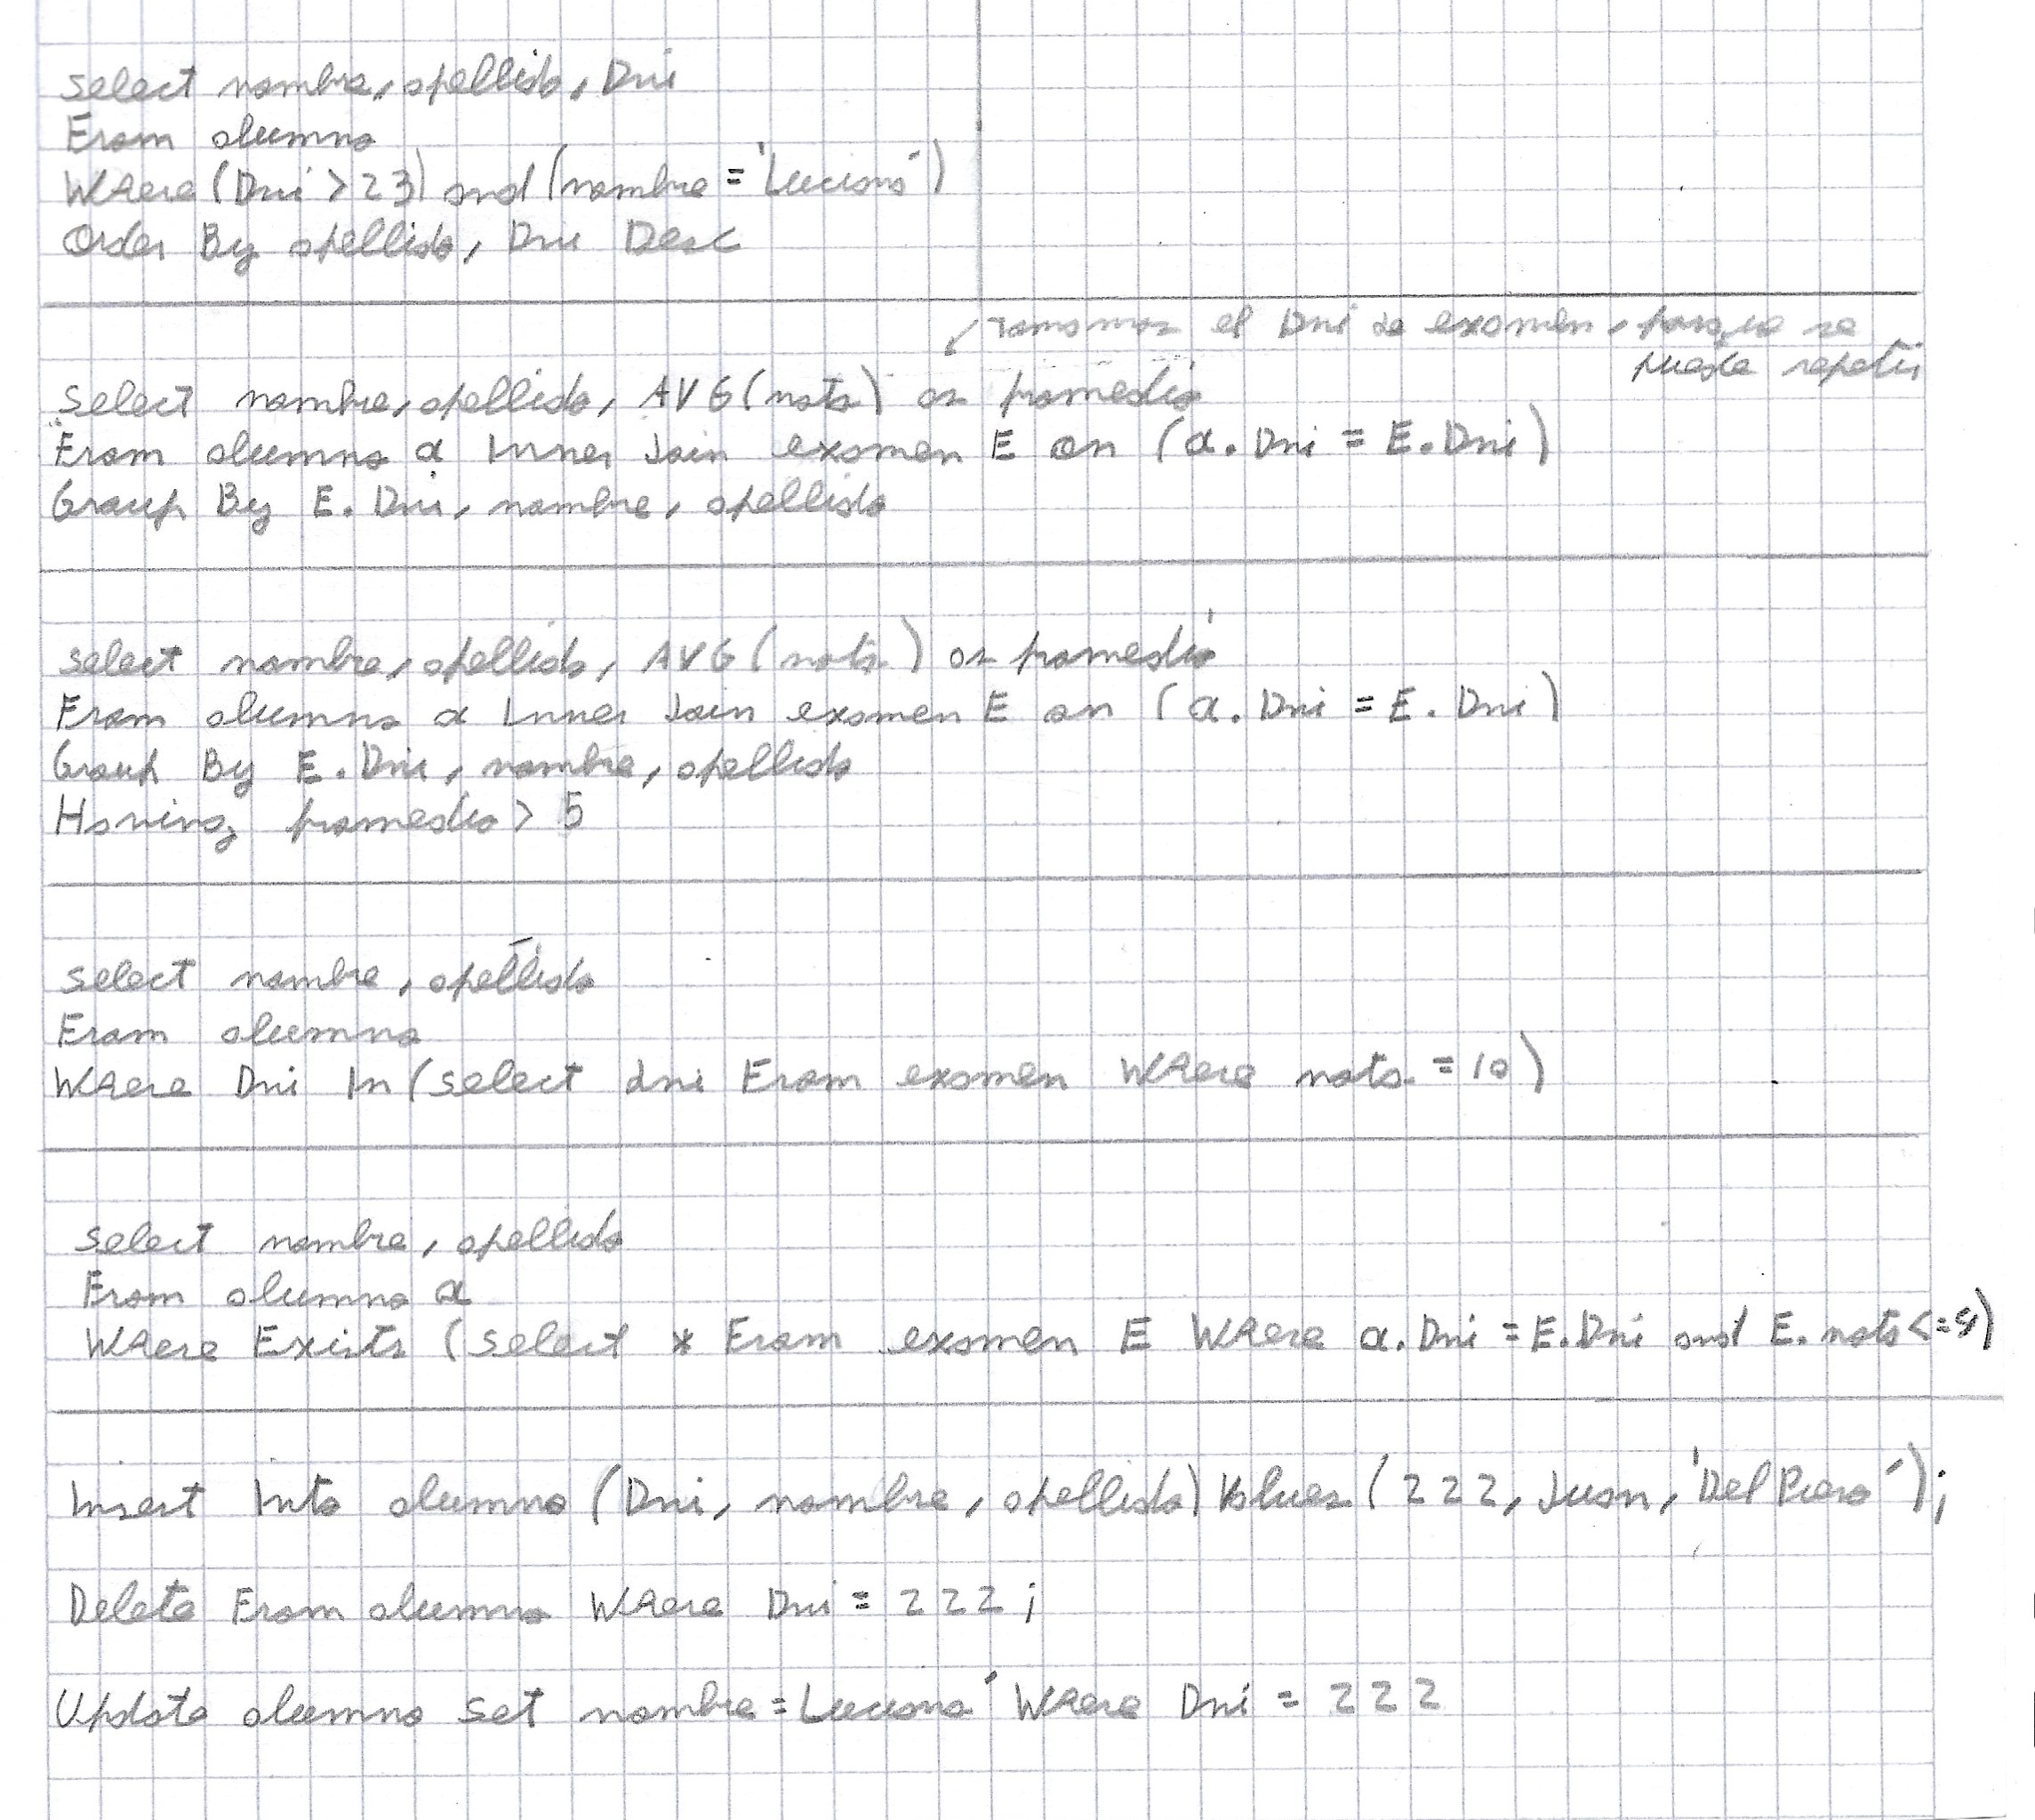 Select nombre, apellido, Dni
From alumno
Where (Dni > 23) and (nombre = 'Luciano')
Order By apellido, Dni Desc
Tomamos el Dni de examen, porque se
puede repetir
Select nombre, apellido, AVG(nota) as promedio
From alumno a Inner Join examen E on (a.Dni = E.Dni)
Group By E.Dni, nombre, apellido
Select nombre, apellido, AVG(nota) as promedio
From alumno a Inner Join examen E on (a.Dni = E.Dni)
Group By E.Dni, nombre, apellido
Having promedio > 5
Select nombre, apellido
From alumno
Where Dni In (Select dni From examen Where nota = 10)
Select nombre, apellido
From alumno a
Where Exists (Select * From examen E Where a.Dni = E.Dni and E.nota <= )
Insert Into alumno (Dni, nombre, apellido) Values (222, Juan, 'Del Piero');
Delete From alumno Where Dni = 222;
Update alumno Set nombre = Luciano' Where Dni = 222